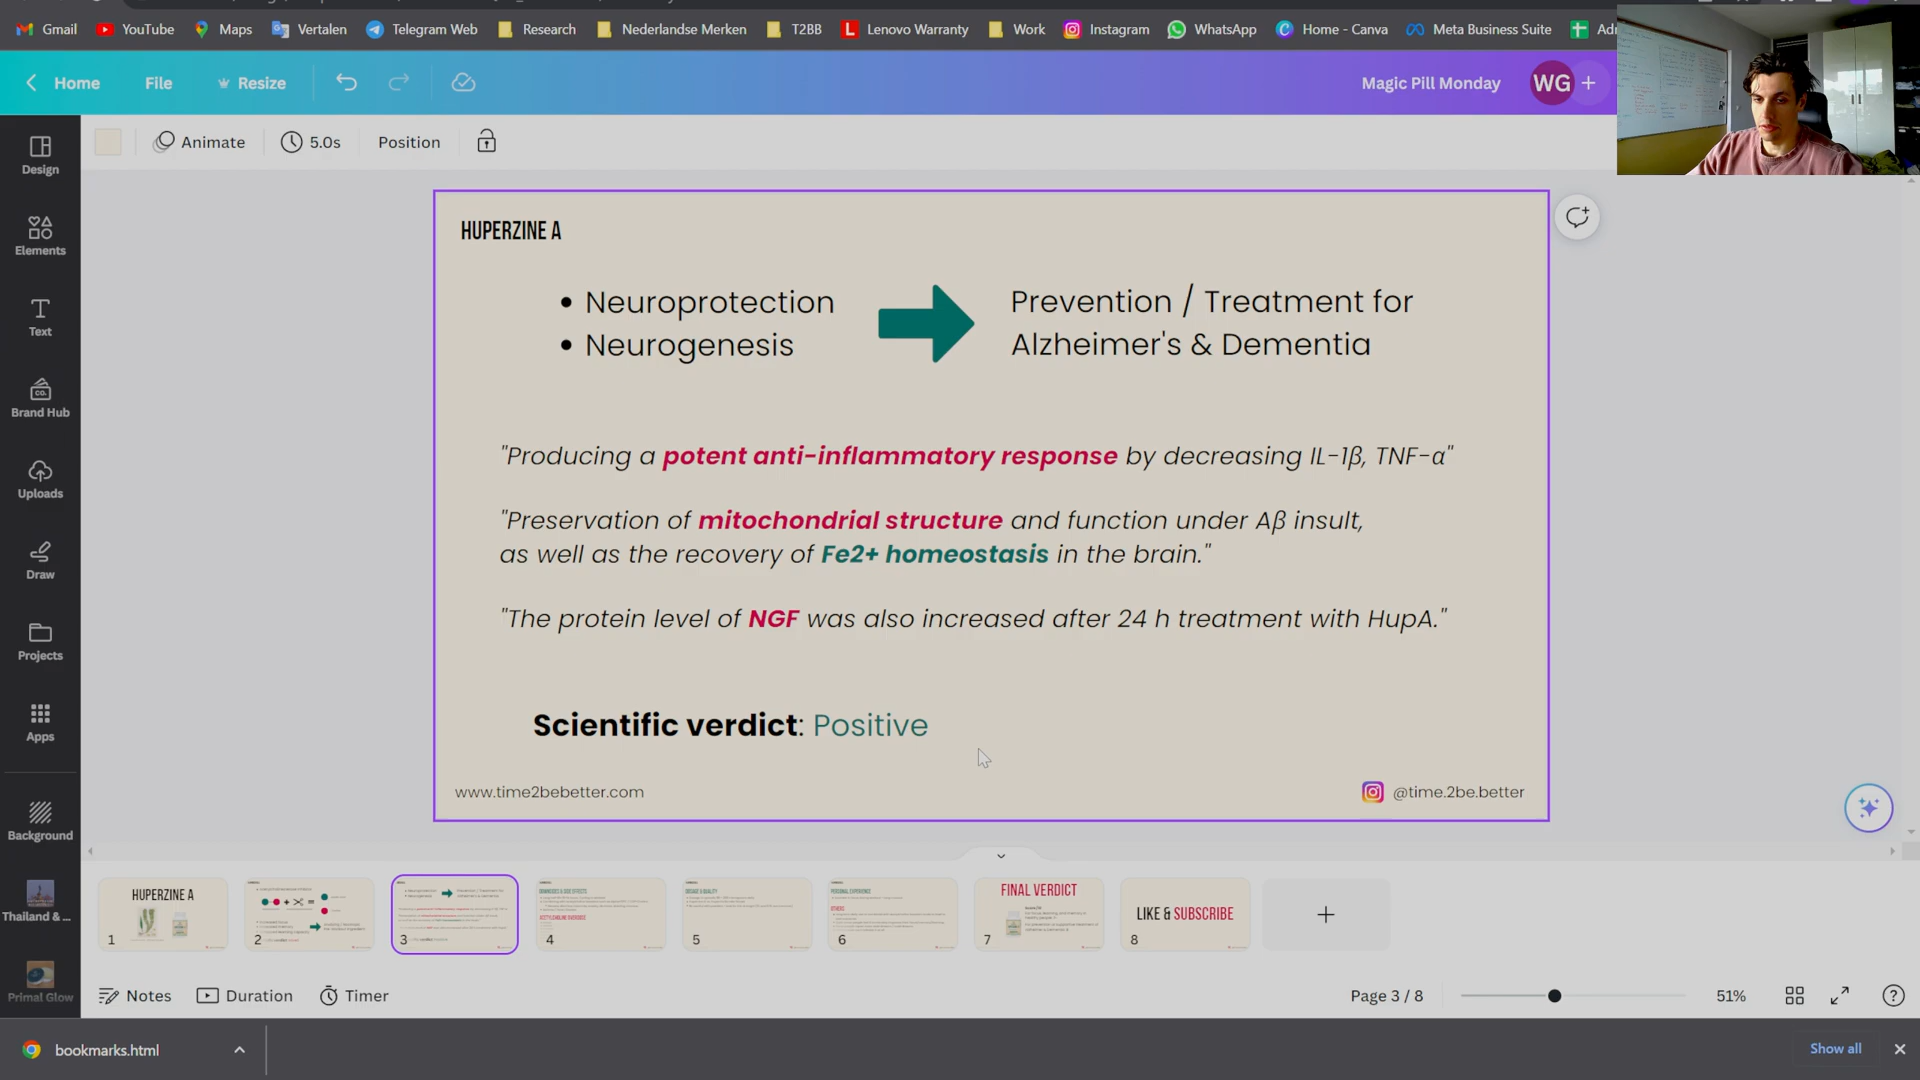 Gmail
YouTube
Maps
Vertalen
Telegram Web
Research
Nederlandse Merken
T2BB
Lenovo Warranty
Work
Instagram
WhatsApp
Home - Canva
Meta Business Suite
Home
File
Resize
Magic Pill Monday
WG
Animate
5.0s
Position
Design
Elements
Text
Brand Hub
Uploads
Draw
Projects
Apps
Background
Thailand & ...
Primal Glow
HUPERZINE A
• Neuroprotection
• Neurogenesis
Prevention / Treatment for
Alzheimer's & Dementia
"Producing a potent anti-inflammatory response by decreasing IL-1β, TNF-α"
"Preservation of mitochondrial structure and function under Aβ insult,
as well as the recovery of Fe2+ homeostasis in the brain."
"The protein level of NGF was also increased after 24 h treatment with HupA."
Scientific verdict: Positive
www.time2bebetter.com
@time.2be.better
HUPERZINE A
1
2
3
4
5
PERSONAL EXPERIENCE
OTHERS
6
FINAL VERDICT
7
LIKE & SUBSCRIBE
8
Notes
Duration
Timer
Page 3 / 8
51%
bookmarks.html
Show all